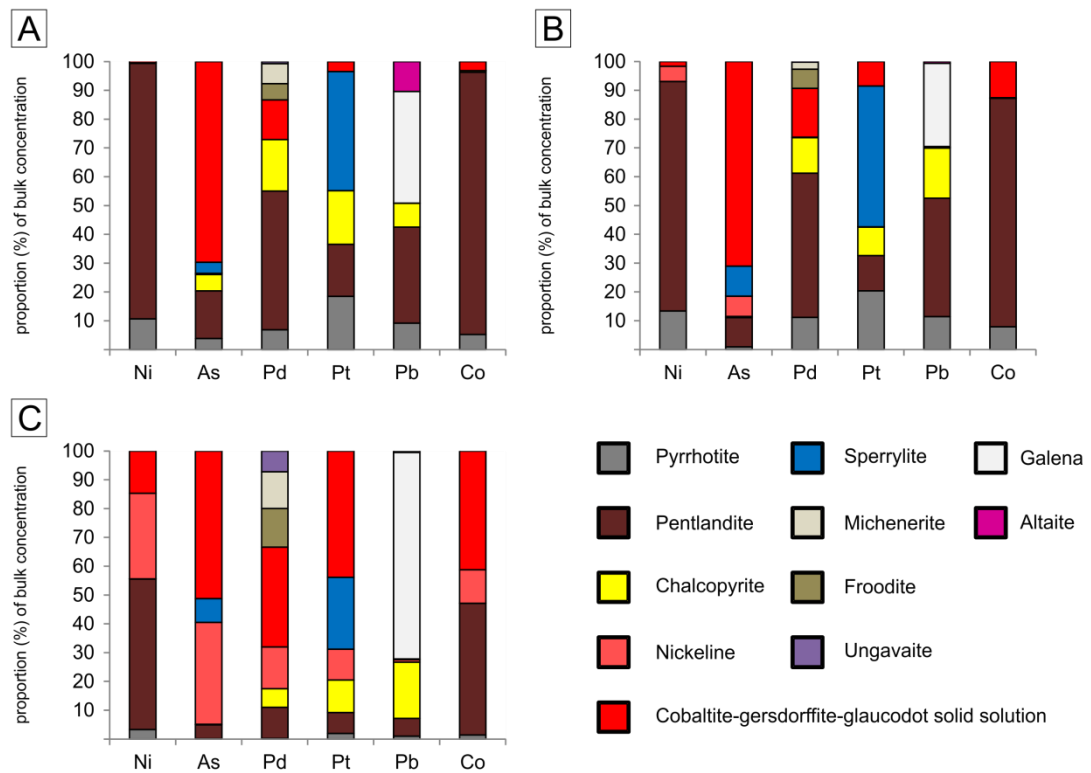 A
proportion (%) of bulk concentration
100
90
80
70
60
50
40
30
20
10
Ni As Pd Pt Pb Co
B
proportion (%) of bulk concentration
100
90
80
70
60
50
40
30
20
10
Ni As Pd Pt Pb Co
C
proportion (%) of bulk concentration
100
90
80
70
60
50
40
30
20
10
Ni As Pd Pt Pb Co
Pyrrhotite Sperrylite Galena
Pentlandite Michenerite Altaite
Chalcopyrite Froodite
Nickeline Ungavaite
Cobaltite-gersdorffite-glaucodot solid solution